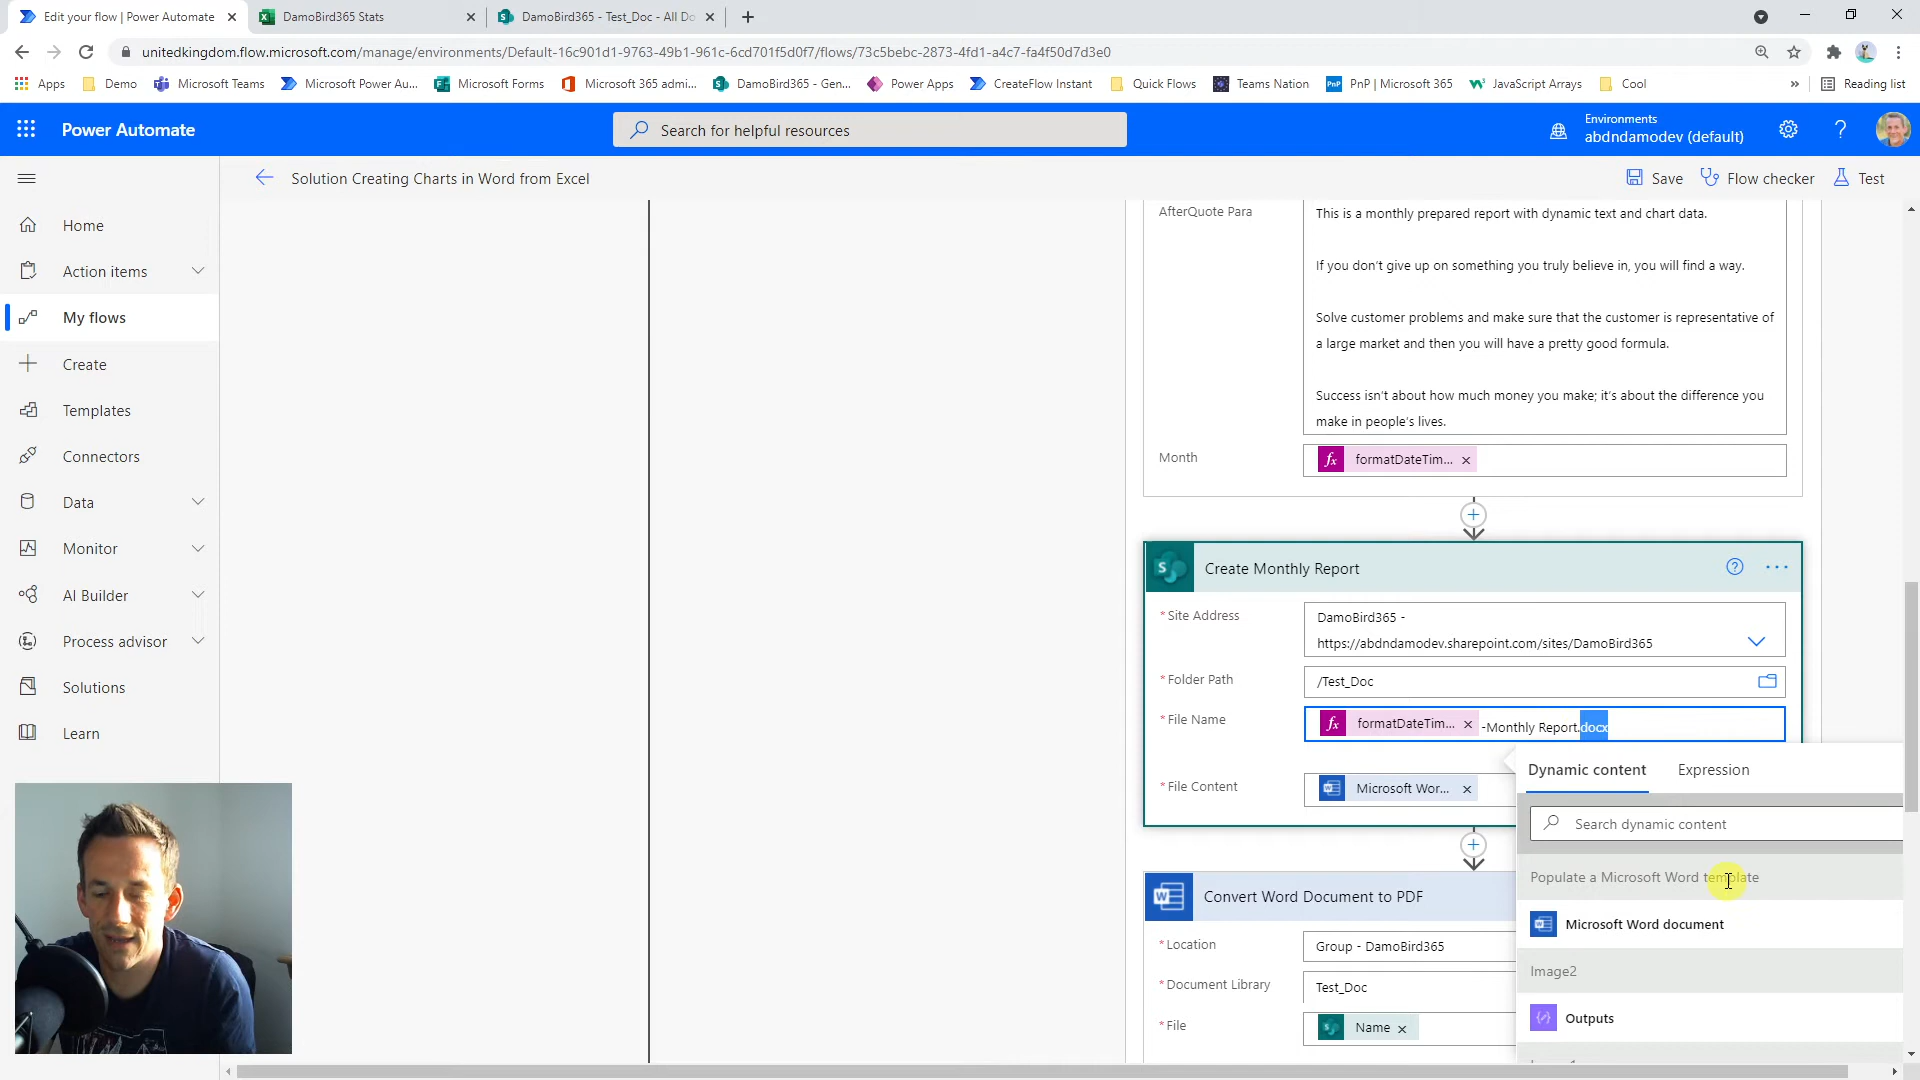 Edit your flow | Power Automate
DamoBird365 Stats
DamoBird365 - Test_Doc - All Do
unitedkingdom.flow.microsoft.com/manage/environments/Default-16c901d1-9763-49b1-961c-6cd701f5d0f7/flows/73c5bebc-2873-4fd1-a4c7-fa4f50d7d3e0
Apps
Demo
Microsoft Teams
Microsoft Power Au...
Microsoft Forms
Microsoft 365 admi...
DamoBird365 - Gen...
Power Apps
CreateFlow Instant
Quick Flows
Teams Nation
PnP | Microsoft 365
JavaScript Arrays
Cool
Reading list
Power Automate
Search for helpful resources
Environments
abdndamodev (default)
Solution Creating Charts in Word from Excel
Save
Flow checker
Test
Home
Action items
My flows
Create
Templates
Connectors
Data
Monitor
AI Builder
Process advisor
Solutions
Learn
AfterQuote Para
This is a monthly prepared report with dynamic text and chart data.
If you don't give up on something you truly believe in, you will find a way.
Solve customer problems and make sure that the customer is representative of
a large market and then you will have a pretty good formula.
Success isn't about how much money you make; it's about the difference you
make in people's lives.
Month
fx formatDateTim... ×
Create Monthly Report
* Site Address
DamoBird365 -
https://abdndamodev.sharepoint.com/sites/DamoBird365
* Folder Path
/Test_Doc
* File Name
fx formatDateTim... × -Monthly Report.docx
* File Content
Microsoft Wor... ×
Dynamic content
Expression
Search dynamic content
Populate a Microsoft Word template
Microsoft Word document
Image2
Outputs
Convert Word Document to PDF
* Location
Group - DamoBird365
* Document Library
Test_Doc
* File
Name ×